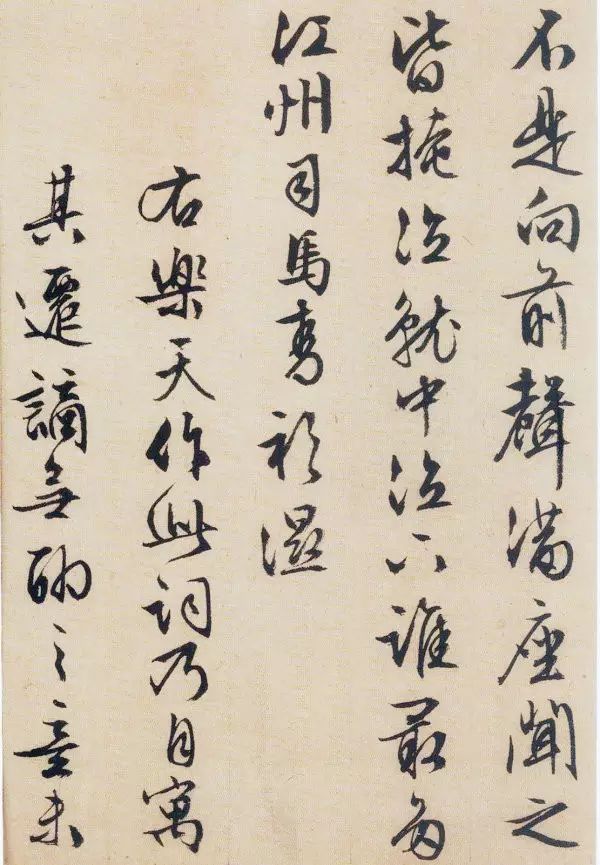 不是向前聲滿座聞之
皆掩泣就中泣下誰最多
江州司馬青衫濕
右樂天作此詞乃自寓
其遷謫無聊之意未